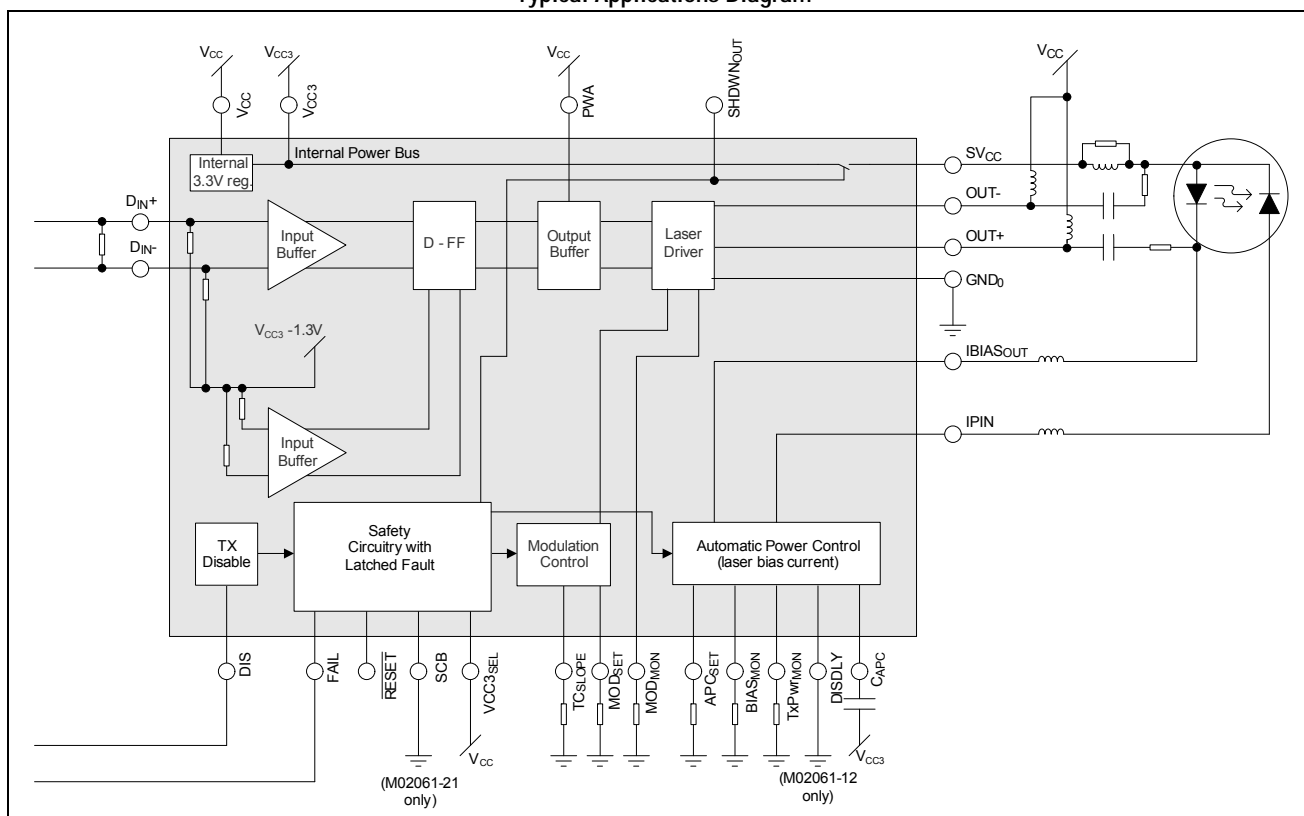 Typical Applications Diagram
VCC
VCC3
VCC
VCC
VCC3
PWA
SHDWNOUT
VCC
Internal Power Bus
Internal
3.3V reg.
SVCC
DIN+
DIN-
Input
Buffer
D - FF
Output
Buffer
Laser
Driver
OUT-
OUT+
GND0
VCC3 -1.3V
IBIASOUT
Input
Buffer
IPIN
TX
Disable
Safety
Circuitry with
Latched Fault
Modulation
Control
Automatic Power Control
(laser bias current)
DIS
FAIL
RESET
SCB
VCC3SEL
TCSLOPE
MODSET
MODMON
APCSET
BIASMON
TxPwrMON
DISDLY
CAPC
VCC
VCC3
(M02061-21
only)
(M02061-12
only)